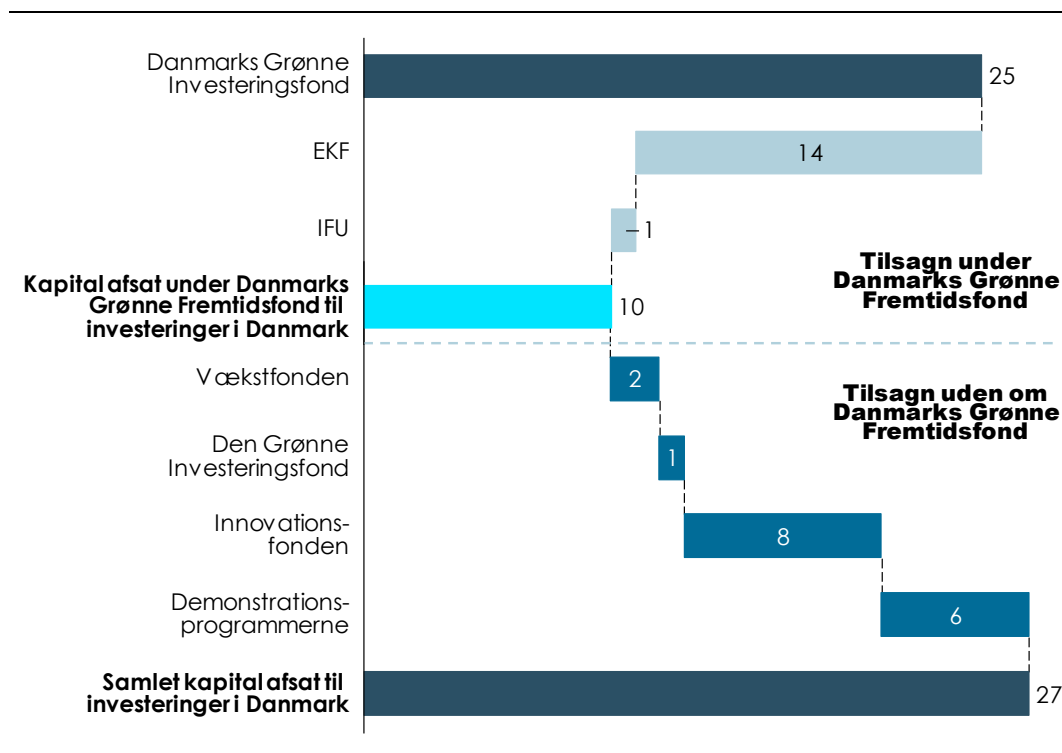 Danmarks Grønne
Investeringsfond
25
EKF
14
IFU
1
Kapital afsat under Danmarks
Grønne Fremtidsfond til
investeringer i Danmark
10
Tilsagn under
Danmarks Grønne
Fremtidsfond
Vækstfonden
2
Tilsagn uden om
Danmarks Grønne
Fremtidsfond
Den Grønne
Investeringsfond
1
Innovations-
fonden
8
Demonstrations-
programmerne
6
Samlet kapital afsat til
investeringer i Danmark
27